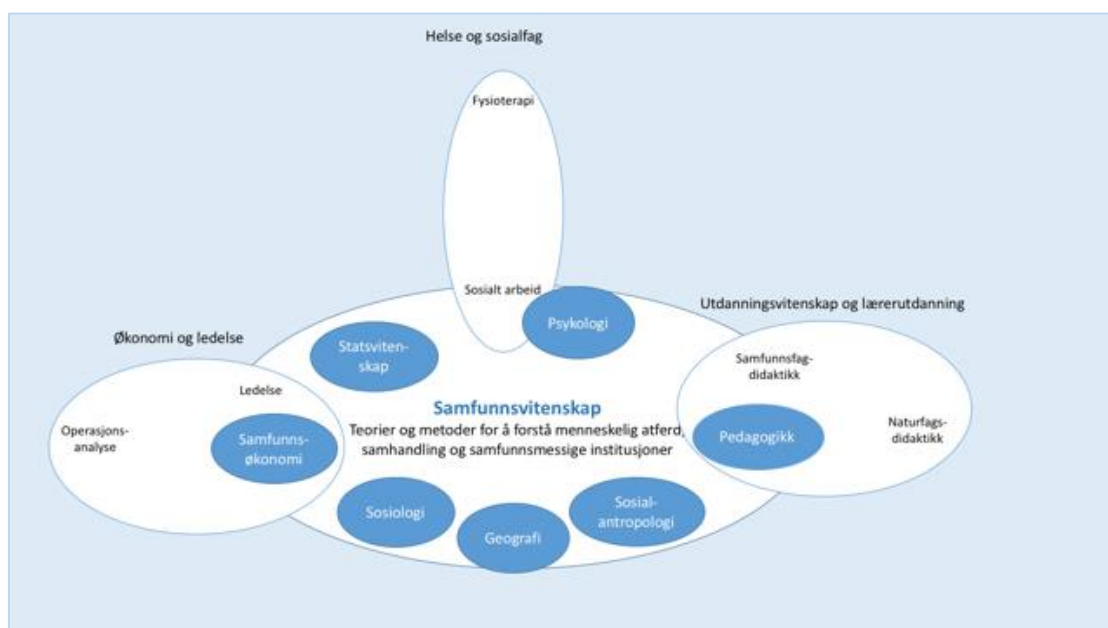 Helse og sosialfag
Fysioterapi
Sosialt arbeid
Psykologi
Utdanningsvitenskap og lærerutdanning
Økonomi og ledelse
Statsviten-
skap
Samfunnsfag-
didaktikk
Ledelse
Samfunnsvitenskap
Teorier og metoder for å forstå menneskelig atferd,
samhandling og samfunnsmessige institusjoner
Operasjons-
analyse
Samfunns-
økonomi
Pedagogikk
Naturfags-
didaktikk
Sosiologi
Geografi
Sosial-
antropologi